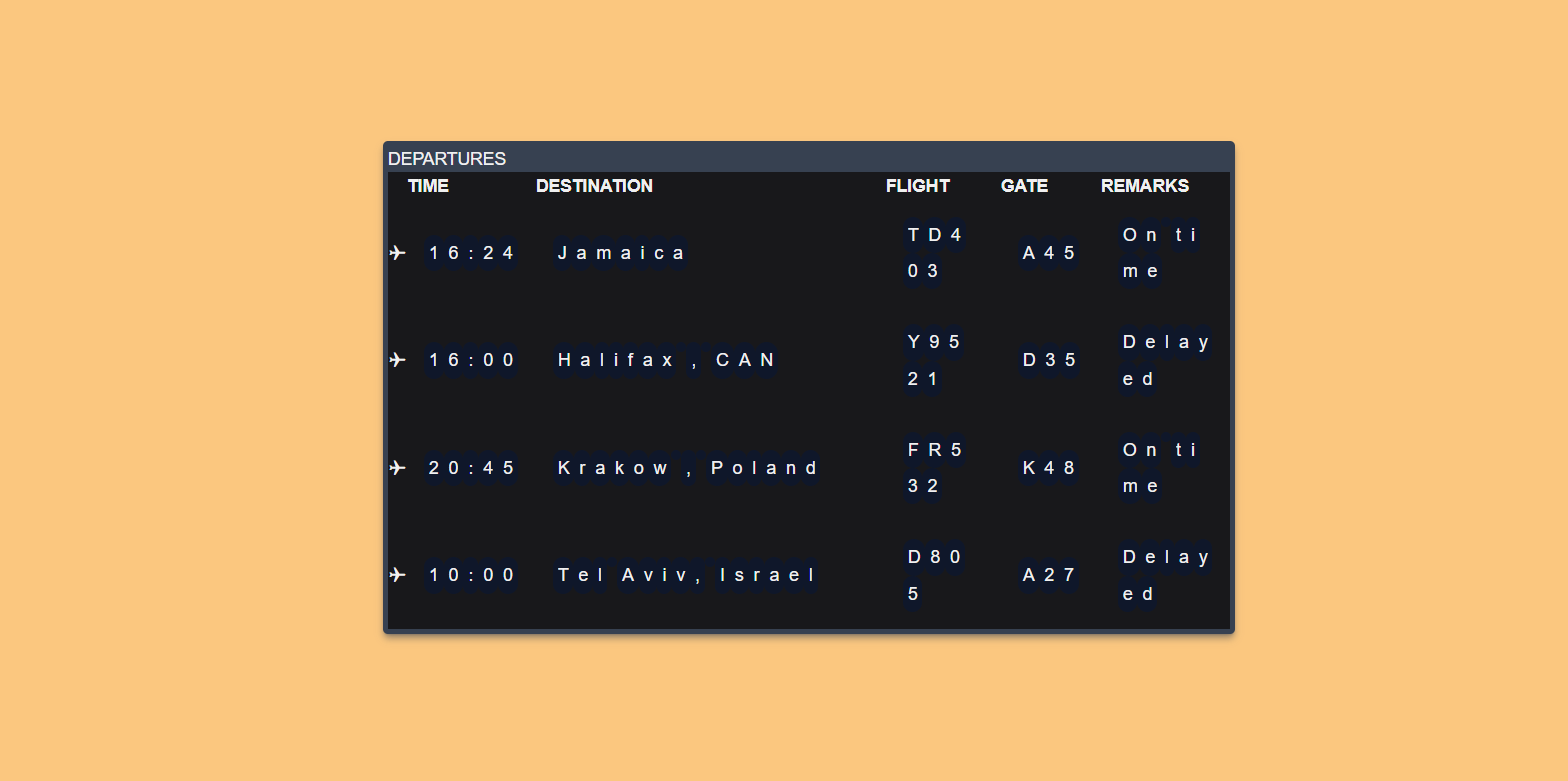 DEPARTURES
TIME DESTINATION FLIGHT GATE REMARKS
16:24 Jamaica TD403 A45 On time
16:00 Halifax , CAN Y9521 D35 Delayed
20:45 Krakow , Poland FR532 K48 On time
10:00 Tel Aviv, Israel D805 A27 Delayed